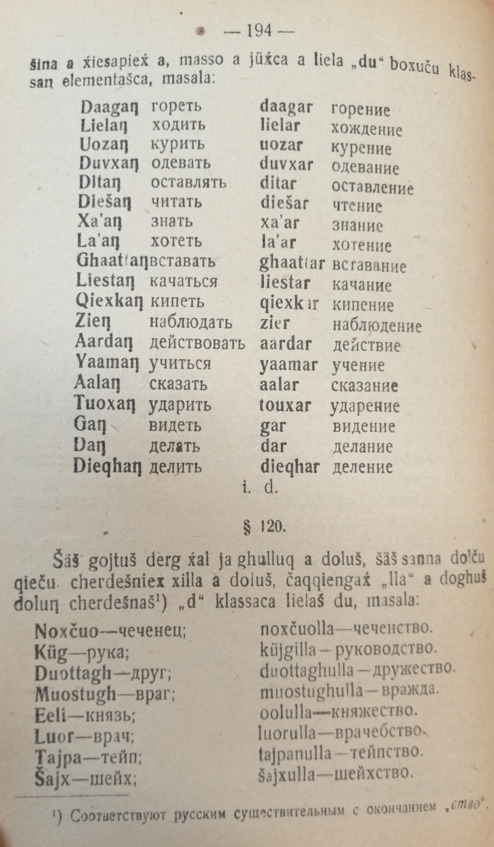 — 194 —
šina a x́iesapiex́ a, masso a jüxca a liela „du“ boxuču klas-
saŋ elementašca, masala:
Daagaŋ гореть daagar горение
Lielaŋ ходить lielar хождение
Uozaŋ курить uozar курение
Duvxaŋ одевать duvxar одевание
Ditaŋ оставлять ditar оставление
Diešaŋ читать diešar чтение
Xa'aŋ знать xa'ar знание
La'aŋ хотеть la'ar хотение
Ghaattaŋ вставать ghaattar вставание
Liestaŋ качаться liestar качание
Qiexkaŋ кипеть qiexkar кипение
Zieŋ наблюдать zier наблюдение
Aardaŋ действовать aardar действие
Yaamaŋ учиться yaamar учение
Aalaŋ сказать aalar сказание
Tuoxaŋ ударить touxar ударение
Gaŋ видеть gar видение
Daŋ делать dar делание
Dieqhaŋ делить dieqhar деление
i. d.
§ 120.
Šäš gojtuš derg x́al ja ghulluq a doluš, šäš sanna dolču
qieču cherdešniex xilla a doluš, čaqqiengax́ „lla“ a doghuš
doluŋ cherdešnaš¹) „d“ klassaca lielaš du, masala:
Noxčuo—чеченец; noxčuolla—чеченство.
Küg—рука; küjgilla—руководство.
Duottagh—друг; duottaghulla—дружество.
Muostugh—враг; muostughulla—вражда.
Eeli—князь; oolulla—княжество.
Luor—врач; luorulla—врачебство.
Tajpa—тейп; tajpanulla—тейпство.
Šajx—шейх; šajxulla—шейхство.
¹) Соответствуют русским существительным с окончанием „ство“.